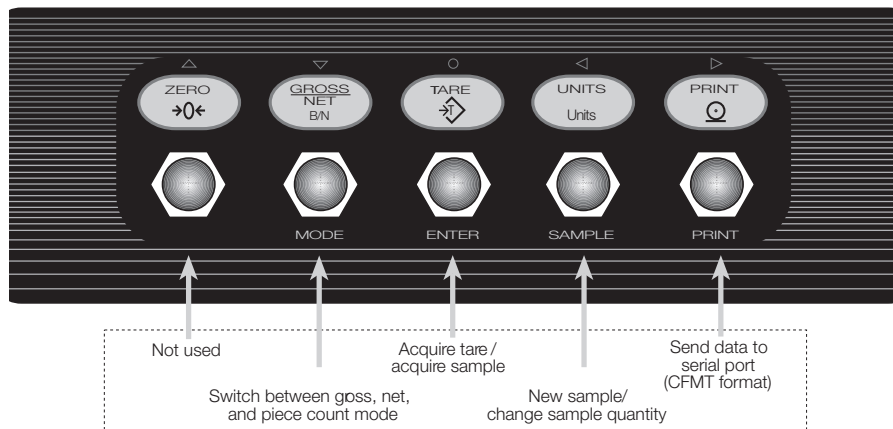 ZERO GROSS TARE UNITS PRINT
→0← NET T Units
B/N
MODE ENTER SAMPLE PRINT
Not used
Switch between gross, net,
and piece count mode
Acquire tare /
acquire sample
New sample/
change sample quantity
Send data to
serial port
(CFMT format)